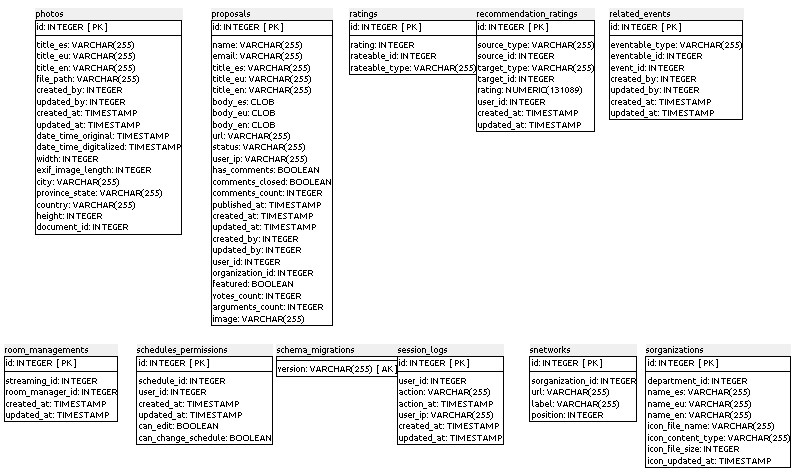 photos
id: INTEGER [ PK ]
title_es: VARCHAR(255)
title_eu: VARCHAR(255)
title_en: VARCHAR(255)
file_path: VARCHAR(255)
created_by: INTEGER
updated_by: INTEGER
created_at: TIMESTAMP
updated_at: TIMESTAMP
date_time_original: TIMESTAMP
date_time_digitalized: TIMESTAMP
width: INTEGER
exif_image_length: INTEGER
city: VARCHAR(255)
province_state: VARCHAR(255)
country: VARCHAR(255)
height: INTEGER
document_id: INTEGER
proposals
id: INTEGER [ PK ]
name: VARCHAR(255)
email: VARCHAR(255)
title_es: VARCHAR(255)
title_eu: VARCHAR(255)
title_en: VARCHAR(255)
body_es: CLOB
body_eu: CLOB
body_en: CLOB
url: VARCHAR(255)
status: VARCHAR(255)
user_ip: VARCHAR(255)
has_comments: BOOLEAN
comments_closed: BOOLEAN
comments_count: INTEGER
published_at: TIMESTAMP
created_at: TIMESTAMP
updated_at: TIMESTAMP
created_by: INTEGER
updated_by: INTEGER
user_id: INTEGER
organization_id: INTEGER
featured: BOOLEAN
votes_count: INTEGER
arguments_count: INTEGER
image: VARCHAR(255)
ratings
id: INTEGER [ PK ]
rating: INTEGER
rateable_id: INTEGER
rateable_type: VARCHAR(255)
recommendation_ratings
id: INTEGER [ PK ]
source_type: VARCHAR(255)
source_id: INTEGER
target_type: VARCHAR(255)
target_id: INTEGER
rating: NUMERIC(131089)
user_id: INTEGER
created_at: TIMESTAMP
updated_at: TIMESTAMP
related_events
id: INTEGER [ PK ]
eventable_type: VARCHAR(255)
eventable_id: INTEGER
event_id: INTEGER
created_by: INTEGER
updated_by: INTEGER
created_at: TIMESTAMP
updated_at: TIMESTAMP
room_managements
id: INTEGER [ PK ]
streaming_id: INTEGER
room_manager_id: INTEGER
created_at: TIMESTAMP
updated_at: TIMESTAMP
schedules_permissions
id: INTEGER [ PK ]
schedule_id: INTEGER
user_id: INTEGER
created_at: TIMESTAMP
updated_at: TIMESTAMP
can_edit: BOOLEAN
can_change_schedule: BOOLEAN
schema_migrations
version: VARCHAR(255) [ AK ]
session_logs
id: INTEGER [ PK ]
user_id: INTEGER
action: VARCHAR(255)
action_at: TIMESTAMP
user_ip: VARCHAR(255)
created_at: TIMESTAMP
updated_at: TIMESTAMP
snetworks
id: INTEGER [ PK ]
sorganization_id: INTEGER
url: VARCHAR(255)
label: VARCHAR(255)
position: INTEGER
sorganizations
id: INTEGER [ PK ]
department_id: INTEGER
name_es: VARCHAR(255)
name_eu: VARCHAR(255)
name_en: VARCHAR(255)
icon_file_name: VARCHAR(255)
icon_content_type: VARCHAR(255)
icon_file_size: INTEGER
icon_updated_at: TIMESTAMP